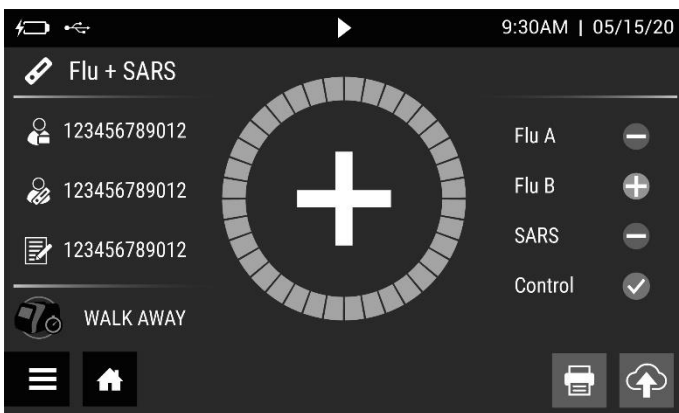 9:30AM | 05/15/20
Flu + SARS
123456789012
123456789012
123456789012
WALK AWAY
Flu A
Flu B
SARS
Control